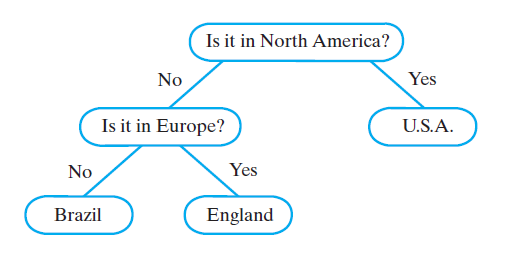 Is it in North America?
No
Yes
Is it in Europe?
U.S.A.
No
Yes
Brazil
England